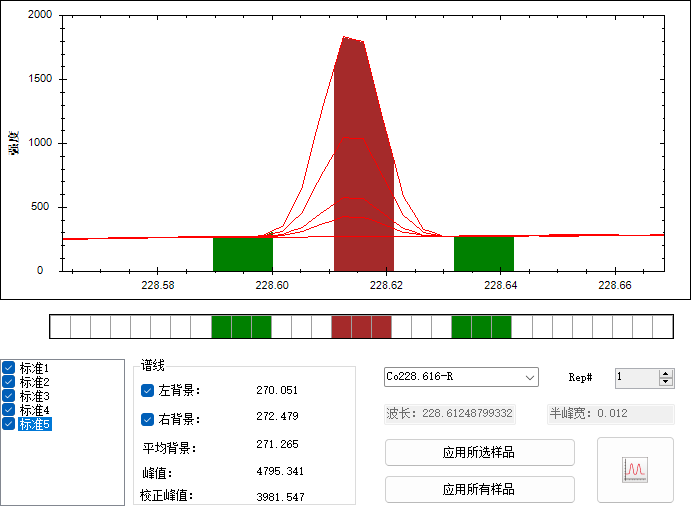 2000
1500
1000
500
0
强度
228.58 228.60 228.62 228.64 228.66
标准1
标准2
标准3
标准4
标准5
谱线
左背景： 270.051
右背景： 272.479
平均背景： 271.265
峰值： 4795.341
校正峰值： 3981.547
Co228.616-R Rep# 1
波长：228.61248799332 半峰宽：0.012
应用所选样品
应用所有样品